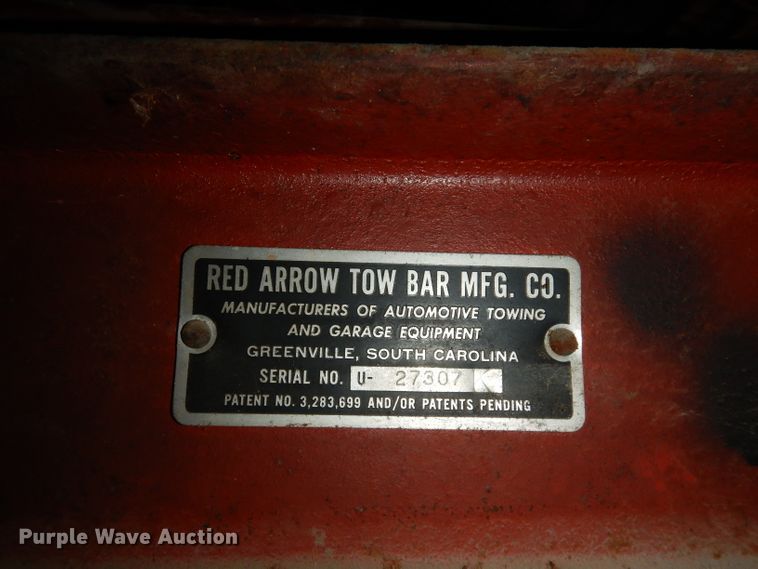 RED ARROW TOW BAR MFG. CO.
MANUFACTURERS OF AUTOMOTIVE TOWING
AND GARAGE EQUIPMENT
GREENVILLE, SOUTH CAROLINA
SERIAL NO. U- 27307
PATENT NO. 3,283,699 AND/OR PATENTS PENDING
Purple Wave Auction